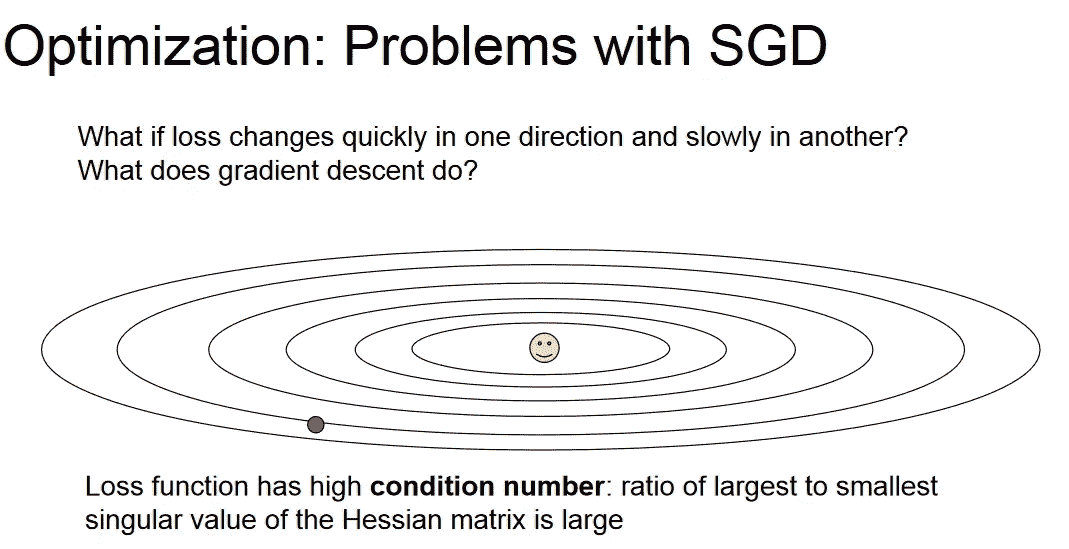 Optimization: Problems with SGD
What if loss changes quickly in one direction and slowly in another?
What does gradient descent do?
Loss function has high condition number: ratio of largest to smallest
singular value of the Hessian matrix is large